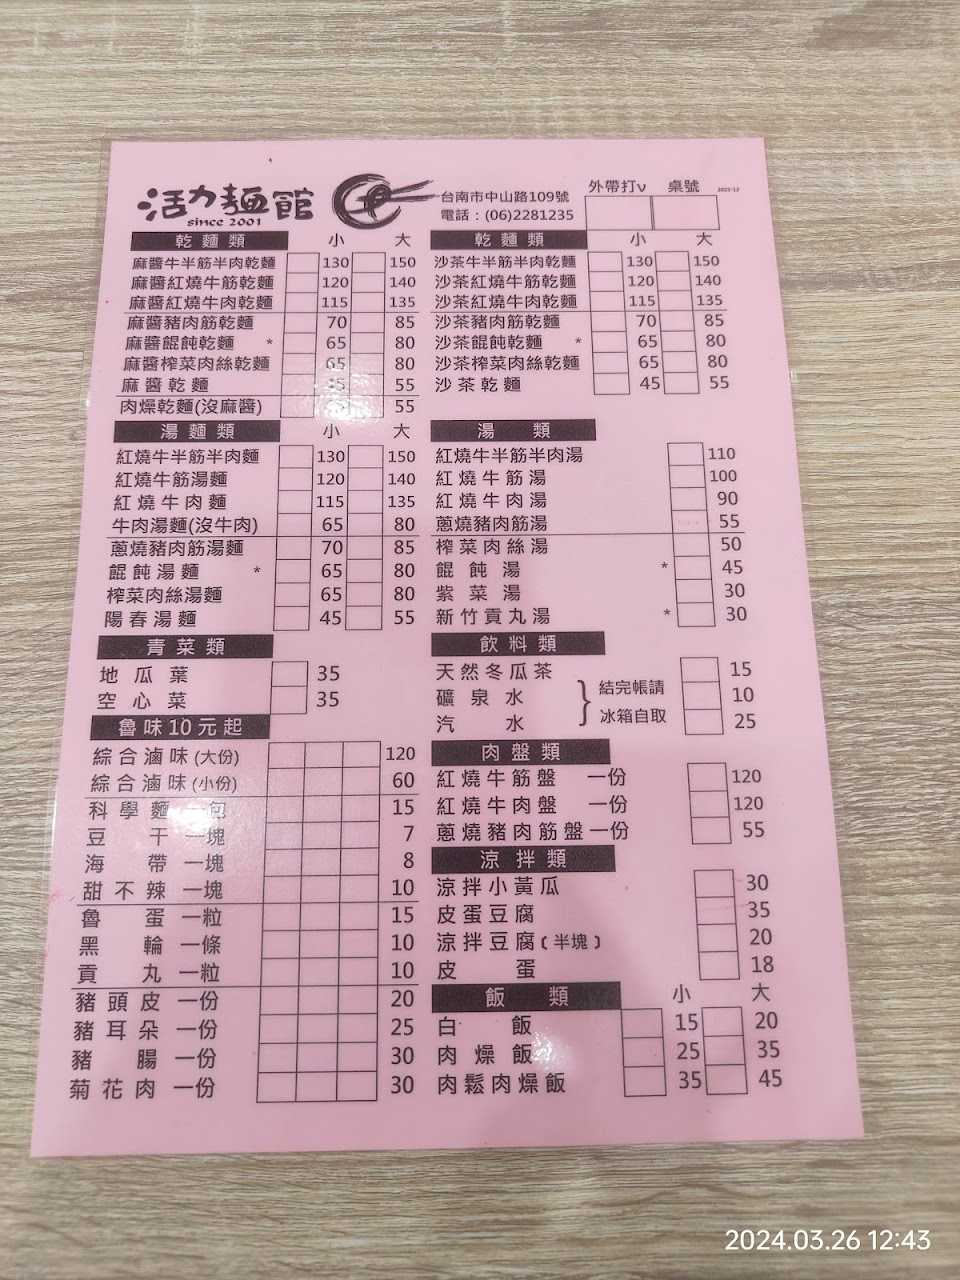 活力麵館
since 2001
台南市中山路109號
電話：(06)2281235
外帶打v 桌號 2023-12
乾麵類 小 大
麻醬牛半筋半肉乾麵 130 150
麻醬紅燒牛筋乾麵 120 140
麻醬紅燒牛肉乾麵 115 135
麻醬豬肉筋乾麵 70 85
麻醬餛飩乾麵 * 65 80
麻醬榨菜肉絲乾麵 65 80
麻醬乾麵 45 55
肉燥乾麵(沒麻醬) 55
乾麵類 小 大
沙茶牛半筋半肉乾麵 130 150
沙茶紅燒牛筋乾麵 120 140
沙茶紅燒牛肉乾麵 115 135
沙茶豬肉筋乾麵 70 85
沙茶餛飩乾麵 * 65 80
沙茶榨菜肉絲乾麵 65 80
沙茶乾麵 45 55
湯麵類 小 大
紅燒牛半筋半肉麵 130 150
紅燒牛筋湯麵 120 140
紅燒牛肉麵 115 135
牛肉湯麵(沒牛肉) 65 80
蔥燒豬肉筋湯麵 70 85
餛飩湯麵 * 65 80
榨菜肉絲湯麵 65 80
陽春湯麵 45 55
湯類
紅燒牛半筋半肉湯 110
紅燒牛筋湯 100
紅燒牛肉湯 90
蔥燒豬肉筋湯 55
榨菜肉絲湯 50
餛飩湯 * 45
紫菜湯 30
新竹貢丸湯 * 30
青菜類
地瓜葉 35
空心菜 35
飲料類
天然冬瓜茶 15
礦泉水 10
汽水 25
結完帳請
冰箱自取
魯味10元起
綜合滷味(大份) 120
綜合滷味(小份) 60
科學麵一包 15
豆干一塊 7
海帶一塊 8
甜不辣一塊 10
魯蛋一粒 15
黑輪一條 10
貢丸一粒 10
豬頭皮一份 20
豬耳朵一份 25
豬腸一份 30
菊花肉一份 30
肉盤類
紅燒牛筋盤 一份 120
紅燒牛肉盤 一份 120
蔥燒豬肉筋盤一份 55
涼拌類
涼拌小黃瓜 30
皮蛋豆腐 35
涼拌豆腐(半塊) 20
皮蛋 18
飯類 小 大
白飯 15 20
肉燥飯 25 35
肉鬆肉燥飯 35 45
2024.03.26 12:43